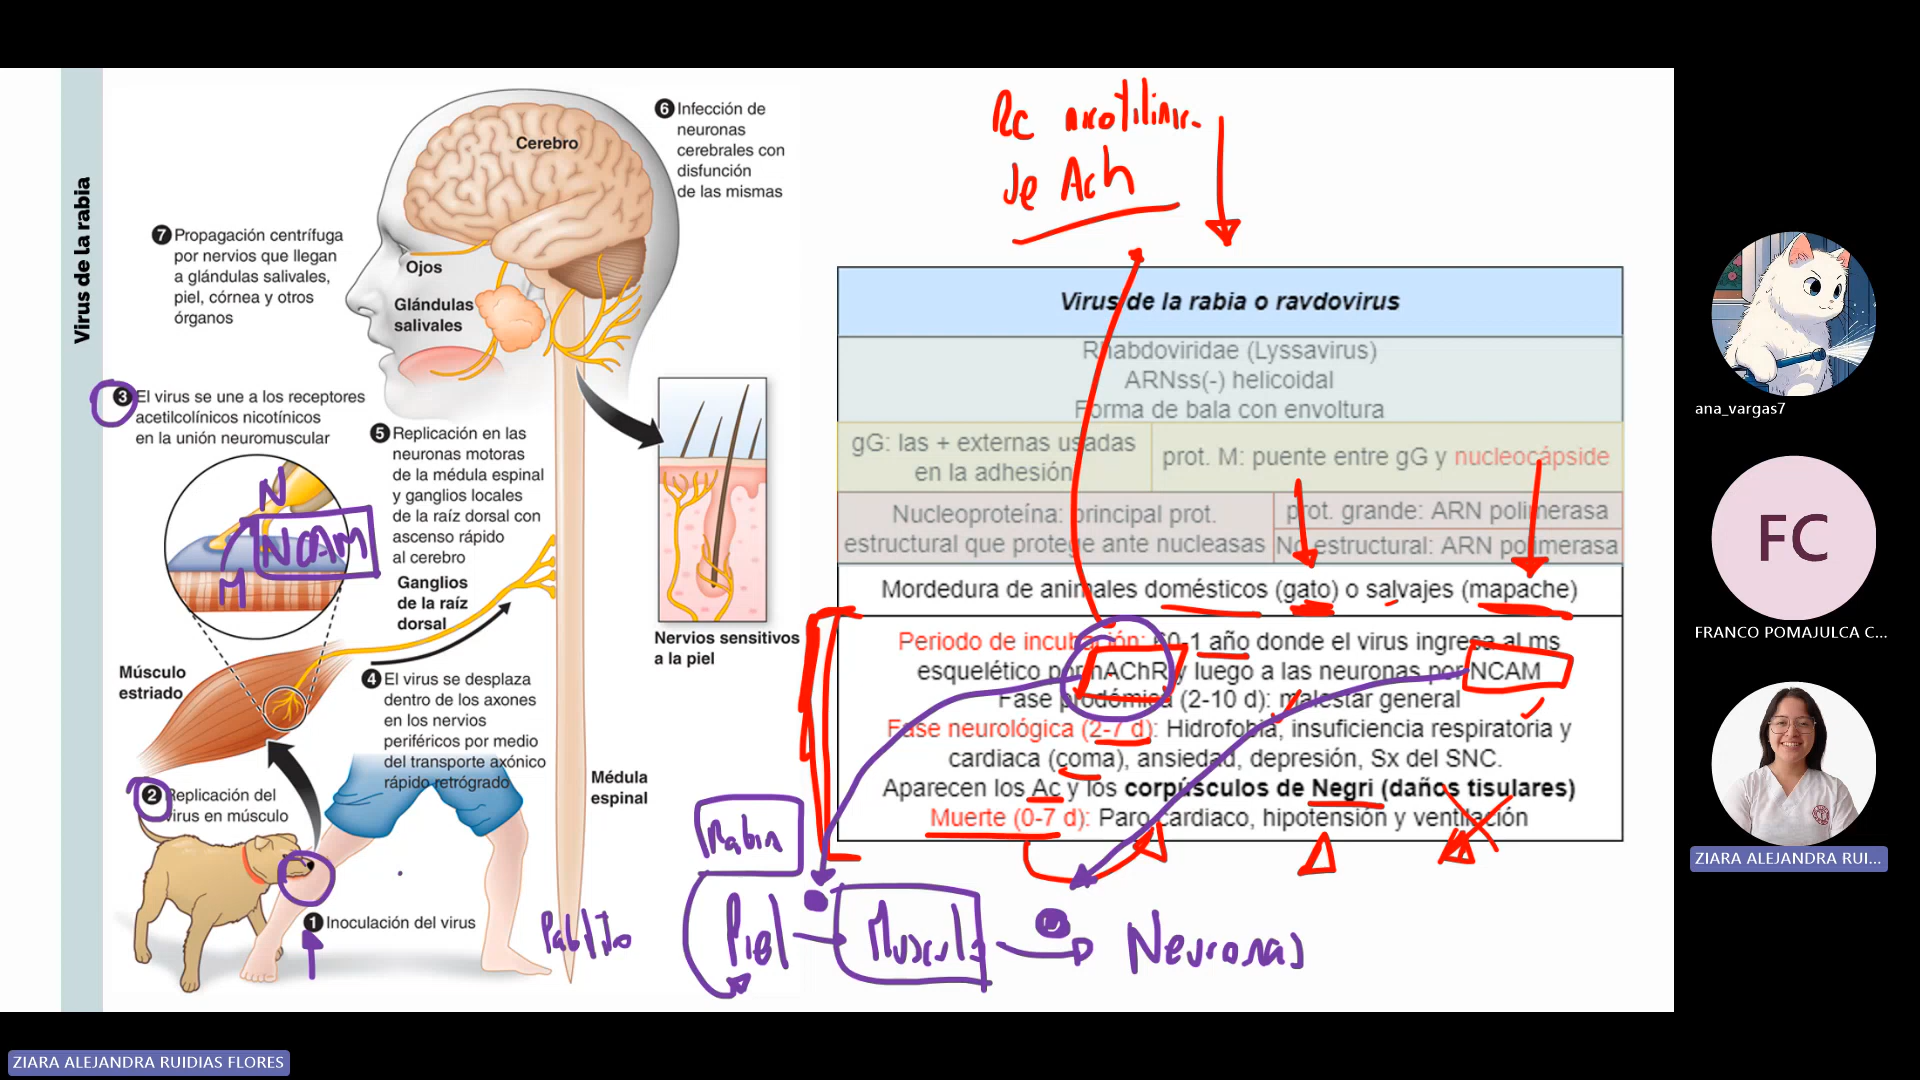 Virus de la rabia
Cerebro
Ojos
Glándulas
salivales
6 Infección de
neuronas
cerebrales con
disfunción
de las mismas
7 Propagación centrífuga
por nervios que llegan
a glándulas salivales,
piel, córnea y otros
órganos
3 El virus se une a los receptores
acetilcolínicos nicotínicos
en la unión neuromuscular
5 Replicación en las
neuronas motoras
de la médula espinal
y ganglios locales
de la raíz dorsal con
ascenso rápido
al cerebro
N
NCAM
M
Ganglios
de la raíz
dorsal
Nervios sensitivos
a la piel
Músculo
estriado
4 El virus se desplaza
dentro de los axones
en los nervios
periféricos por medio
del transporte axónico
rápido retrógrado
2 Replicación del
virus en músculo
Médula
espinal
1 Inoculación del virus
Rc
de Ach
Virus de la rabia o ravdovirus
Rhabdoviridae (Lyssavirus)
ARNss(-) helicoidal
Forma de bala con envoltura
gG: las + externas usadas
en la adhesión
prot. M: puente entre gG y nucleocápside
Nucleoproteína: principal prot.
estructural que protege ante nucleasas
prot. grande: ARN polimerasa
No estructural: ARN polimerasa
Mordedura de animales domésticos (gato) o salvajes (mapache)
Periodo de incubación: 60-1 año donde el virus ingresa al ms
esquelético por nAChR y luego a las neuronas por NCAM
Fase prodómica (2-10 d): malestar general
Fase neurológica (2-7 d): Hidrofobia, insuficiencia respiratoria y
cardiaca (coma), ansiedad, depresión, Sx del SNC.
Aparecen los Ac y los corpúsculos de Negri (daños tisulares)
Muerte (0-7 d): Paro cardiaco, hipotensión y ventilación
Piel
Neuronas
ana_vargas7
FC
FRANCO POMAJULCA C...
ZIARA ALEJANDRA RUI...
ZIARA ALEJANDRA RUIDIAS FLORES